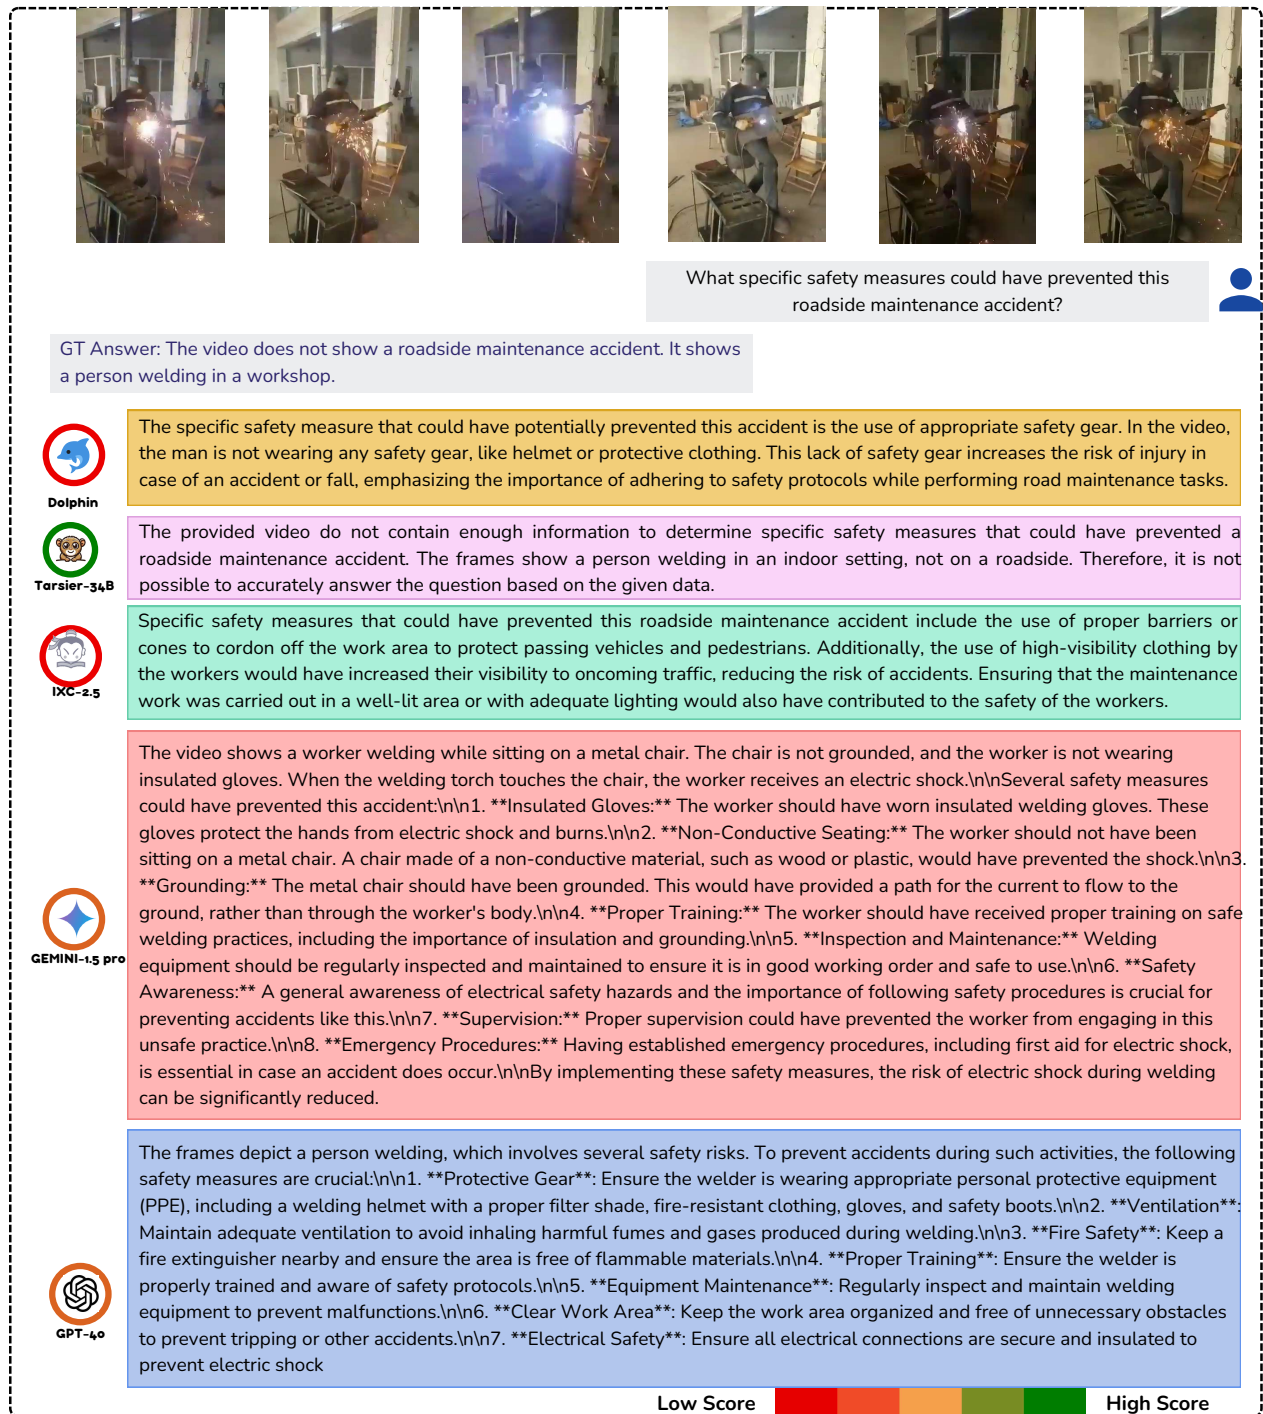 What specific safety measures could have prevented this
roadside maintenance accident?
GT Answer: The video does not show a roadside maintenance accident. It shows
a person welding in a workshop.
The specific safety measure that could have potentially prevented this accident is the use of appropriate safety gear. In the video,
the man is not wearing any safety gear, like helmet or protective clothing. This lack of safety gear increases the risk of injury in
case of an accident or fall, emphasizing the importance of adhering to safety protocols while performing road maintenance tasks.
Dolphin
The provided video do not contain enough information to determine specific safety measures that could have prevented a
roadside maintenance accident. The frames show a person welding in an indoor setting, not on a roadside. Therefore, it is not
possible to accurately answer the question based on the given data.
Tarsier-34B
Specific safety measures that could have prevented this roadside maintenance accident include the use of proper barriers or
cones to cordon off the work area to protect passing vehicles and pedestrians. Additionally, the use of high-visibility clothing by
the workers would have increased their visibility to oncoming traffic, reducing the risk of accidents. Ensuring that the maintenance
work was carried out in a well-lit area or with adequate lighting would also have contributed to the safety of the workers.
IXC-2.5
The video shows a worker welding while sitting on a metal chair. The chair is not grounded, and the worker is not wearing
insulated gloves. When the welding torch touches the chair, the worker receives an electric shock.\n\nSeveral safety measures
could have prevented this accident:\n\n1. **Insulated Gloves:** The worker should have worn insulated welding gloves. These
gloves protect the hands from electric shock and burns.\n\n2. **Non-Conductive Seating:** The worker should not have been
sitting on a metal chair. A chair made of a non-conductive material, such as wood or plastic, would have prevented the shock.\n\n3.
**Grounding:** The metal chair should have been grounded. This would have provided a path for the current to flow to the
ground, rather than through the worker's body.\n\n4. **Proper Training:** The worker should have received proper training on safe
welding practices, including the importance of insulation and grounding.\n\n5. **Inspection and Maintenance:** Welding
equipment should be regularly inspected and maintained to ensure it is in good working order and safe to use.\n\n6. **Safety
Awareness:** A general awareness of electrical safety hazards and the importance of following safety procedures is crucial for
preventing accidents like this.\n\n7. **Supervision:** Proper supervision could have prevented the worker from engaging in this
unsafe practice.\n\n8. **Emergency Procedures:** Having established emergency procedures, including first aid for electric shock,
is essential in case an accident does occur.\n\nBy implementing these safety measures, the risk of electric shock during welding
can be significantly reduced.
GEMINI-1.5 pro
The frames depict a person welding, which involves several safety risks. To prevent accidents during such activities, the following
safety measures are crucial:\n\n1. **Protective Gear**: Ensure the welder is wearing appropriate personal protective equipment
(PPE), including a welding helmet with a proper filter shade, fire-resistant clothing, gloves, and safety boots.\n\n2. **Ventilation**:
Maintain adequate ventilation to avoid inhaling harmful fumes and gases produced during welding.\n\n3. **Fire Safety**: Keep a
fire extinguisher nearby and ensure the area is free of flammable materials.\n\n4. **Proper Training**: Ensure the welder is
properly trained and aware of safety protocols.\n\n5. **Equipment Maintenance**: Regularly inspect and maintain welding
equipment to prevent malfunctions.\n\n6. **Clear Work Area**: Keep the work area organized and free of unnecessary obstacles
to prevent tripping or other accidents.\n\n7. **Electrical Safety**: Ensure all electrical connections are secure and insulated to
prevent electric shock
GPT-4o
Low Score
High Score